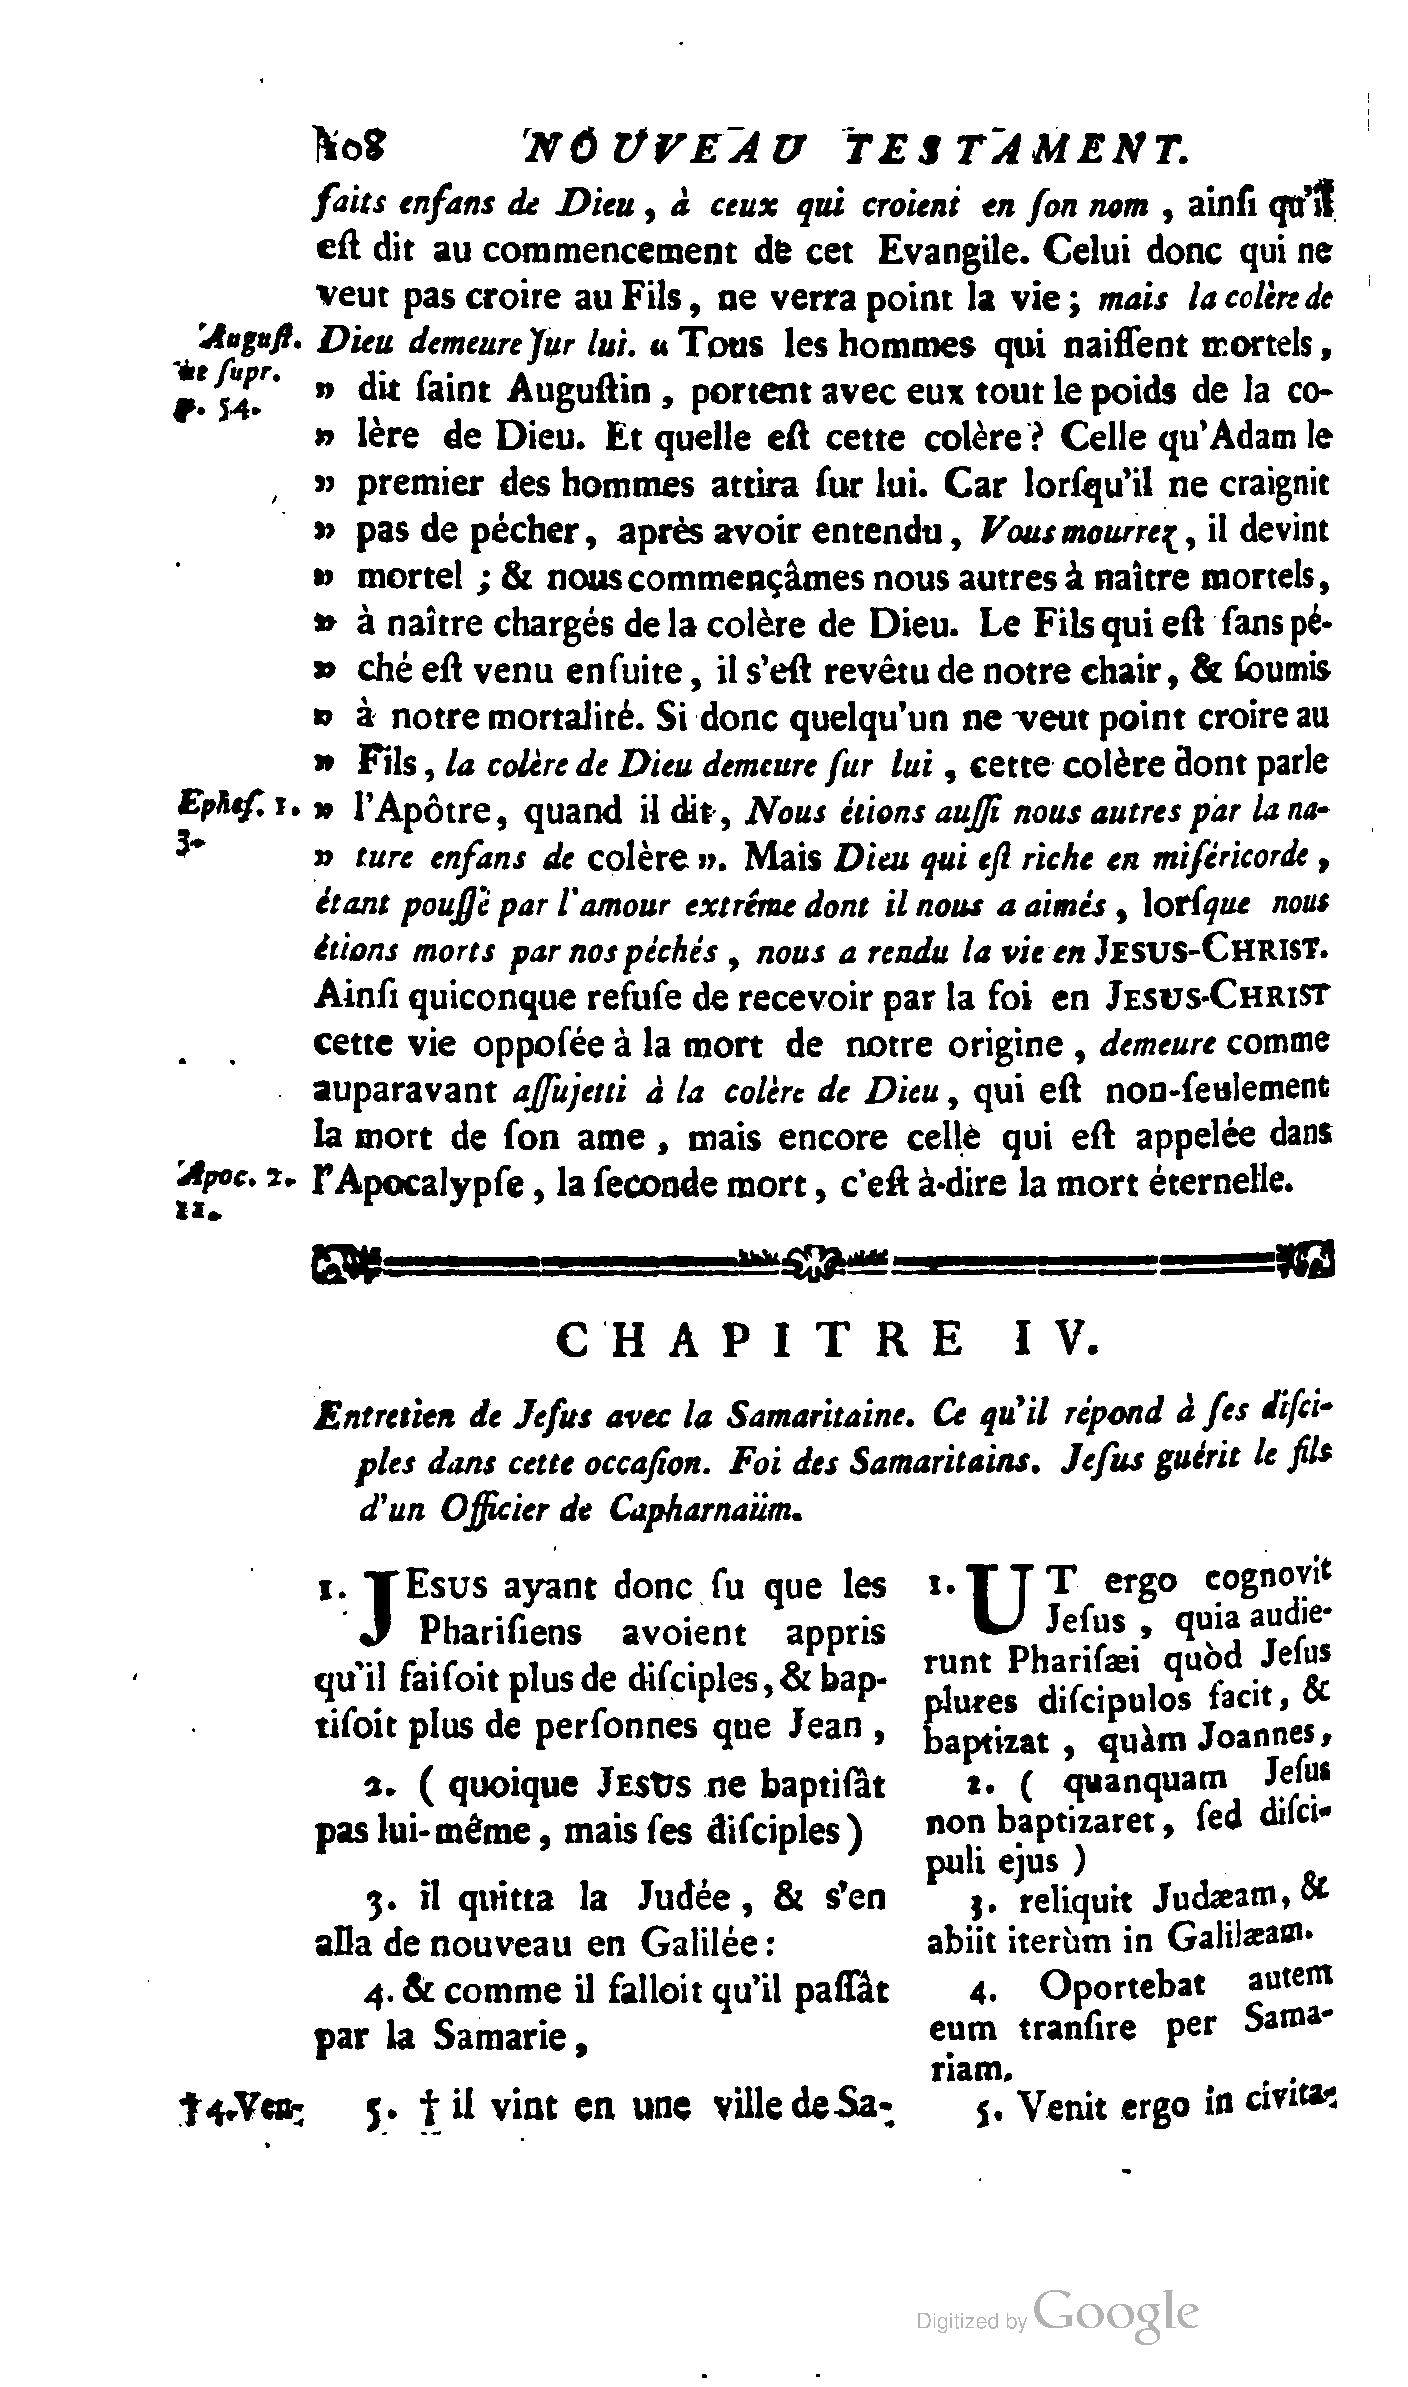 108 NOUVEAU TESTAMENT.
faits enfans de Dieu, à ceux qui croient en ſon nom, ainſi qu'il
eſt dit au commencement de cet Evangile. Celui donc qui ne
veut pas croire au Fils, ne verra point la vie; mais la colère de
Auguſt. Dieu demeure ſur lui. « Tous les hommes qui naiſſent mortels,
ut ſupr. » dit ſaint Auguſtin, portent avec eux tout le poids de la co-
p. 54. » lère de Dieu. Et quelle eſt cette colère? Celle qu'Adam le
» premier des hommes attira ſur lui. Car lorſqu'il ne craignit
» pas de pécher, après avoir entendu, Vous mourrez, il devint
» mortel; & nous commençâmes nous autres à naître mortels,
» à naître chargés de la colère de Dieu. Le Fils qui eſt ſans pé-
» ché eſt venu enſuite, il s'eſt revêtu de notre chair, & ſoumis
» à notre mortalité. Si donc quelqu'un ne veut point croire au
» Fils, la colère de Dieu demeure ſur lui, cette colère dont parle
Epheſ. 1. » l'Apôtre, quand il dit, Nous étions auſſi nous autres par la na-
3. » ture enfans de colère ». Mais Dieu qui eſt riche en miſéricorde,
étant pouſſé par l'amour extrême dont il nous a aimés, lorſque nous
étions morts par nos péchés, nous a rendu la vie en JESUS-CHRIST.
Ainſi quiconque refuſe de recevoir par la foi en JESUS-CHRIST
cette vie oppoſée à la mort de notre origine, demeure comme
auparavant aſſujetti à la colère de Dieu, qui eſt non-ſeulement
la mort de ſon ame, mais encore celle qui eſt appelée dans
Apoc. 2. l'Apocalypſe, la ſeconde mort, c'eſt à-dire la mort éternelle.
11.
CHAPITRE IV.
Entretien de Jeſus avec la Samaritaine. Ce qu'il répond à ſes diſci-
ples dans cette occaſion. Foi des Samaritains. Jeſus guérit le fils
d'un Officier de Capharnaüm.
1. JEsus ayant donc ſu que les
Phariſiens avoient appris
qu'il faiſoit plus de diſciples, & bap-
tiſoit plus de perſonnes que Jean,
2. (quoique JESUS ne baptiſât
pas lui-même, mais ſes diſciples)
3. il quitta la Judée, & s'en
alla de nouveau en Galilée:
4. & comme il falloit qu'il paſſât
par la Samarie,
†4.Ven- 5. † il vint en une ville de Sa-
1. UT ergo cognovit
Jeſus, quia audie-
runt Phariſæi quòd Jeſus
plures diſcipulos facit, &
baptizat, quàm Joannes,
2. (quanquam Jeſus
non baptizaret, ſed diſci-
puli ejus)
3. reliquit Judæam, &
abiit iterùm in Galilæam.
4. Oportebat autem
eum tranſire per Sama-
riam.
5. Venit ergo in civita-
Digitized by Google